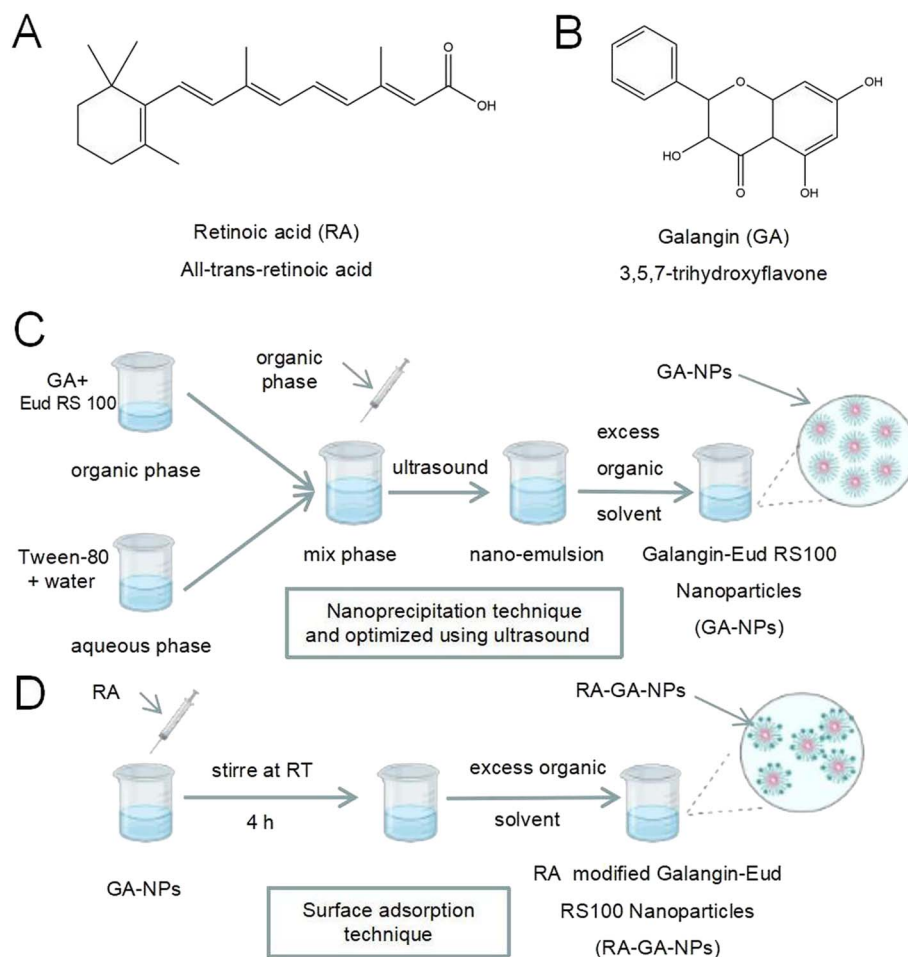 A
O
OH
Retinoic acid (RA)
All-trans-retinoic acid
B
O
OH
HO
O
OH
Galangin (GA)
3,5,7-trihydroxyflavone
C
GA+
Eud RS 100
organic phase
Tween-80
+ water
aqueous phase
organic
phase
mix phase
ultrasound
nano-emulsion
excess
organic
solvent
GA-NPs
Galangin-Eud RS100
Nanoparticles
(GA-NPs)
Nanoprecipitation technique
and optimized using ultrasound
D
RA
GA-NPs
stirre at RT
4 h
excess organic
solvent
RA-GA-NPs
RA modified Galangin-Eud
RS100 Nanoparticles
(RA-GA-NPs)
Surface adsorption
technique